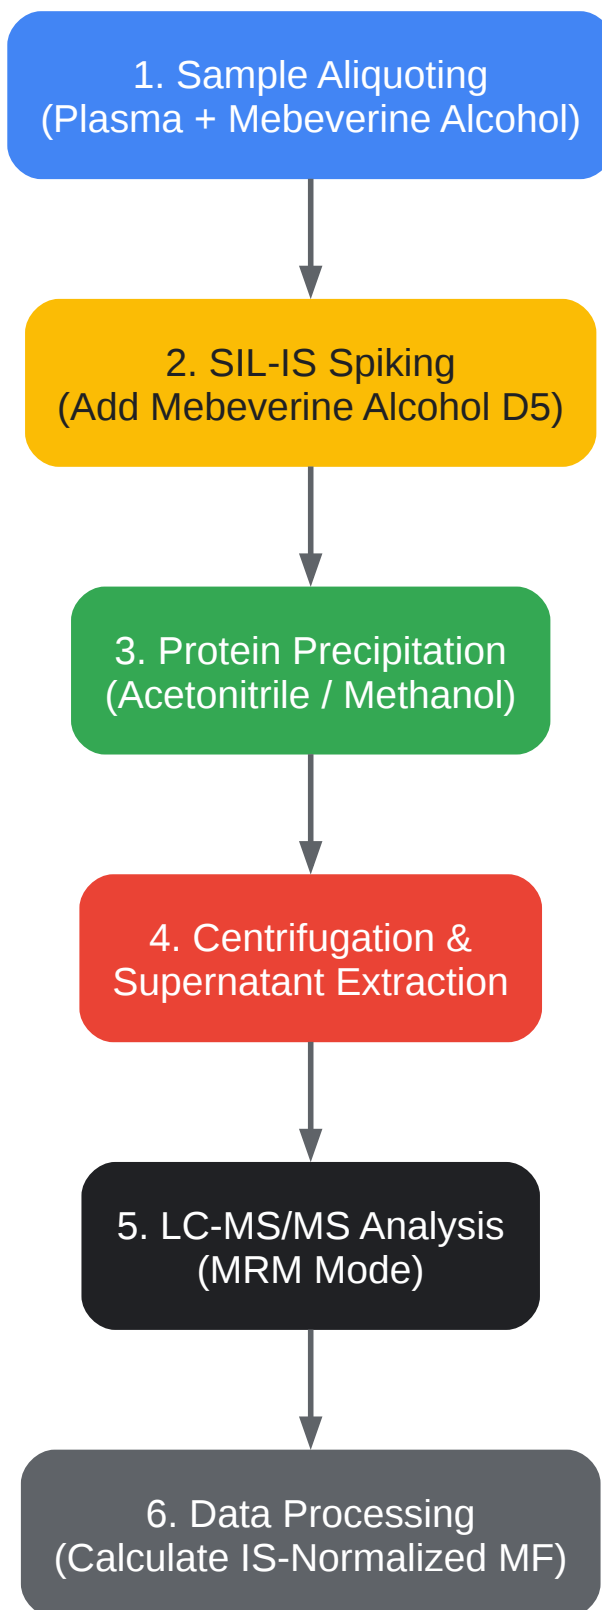 1. Sample Aliquoting
(Plasma + Mebeverine Alcohol)
2. SIL-IS Spiking
(Add Mebeverine Alcohol D5)
3. Protein Precipitation
(Acetonitrile / Methanol)
4. Centrifugation &
Supernatant Extraction
5. LC-MS/MS Analysis
(MRM Mode)
6. Data Processing
(Calculate IS-Normalized MF)